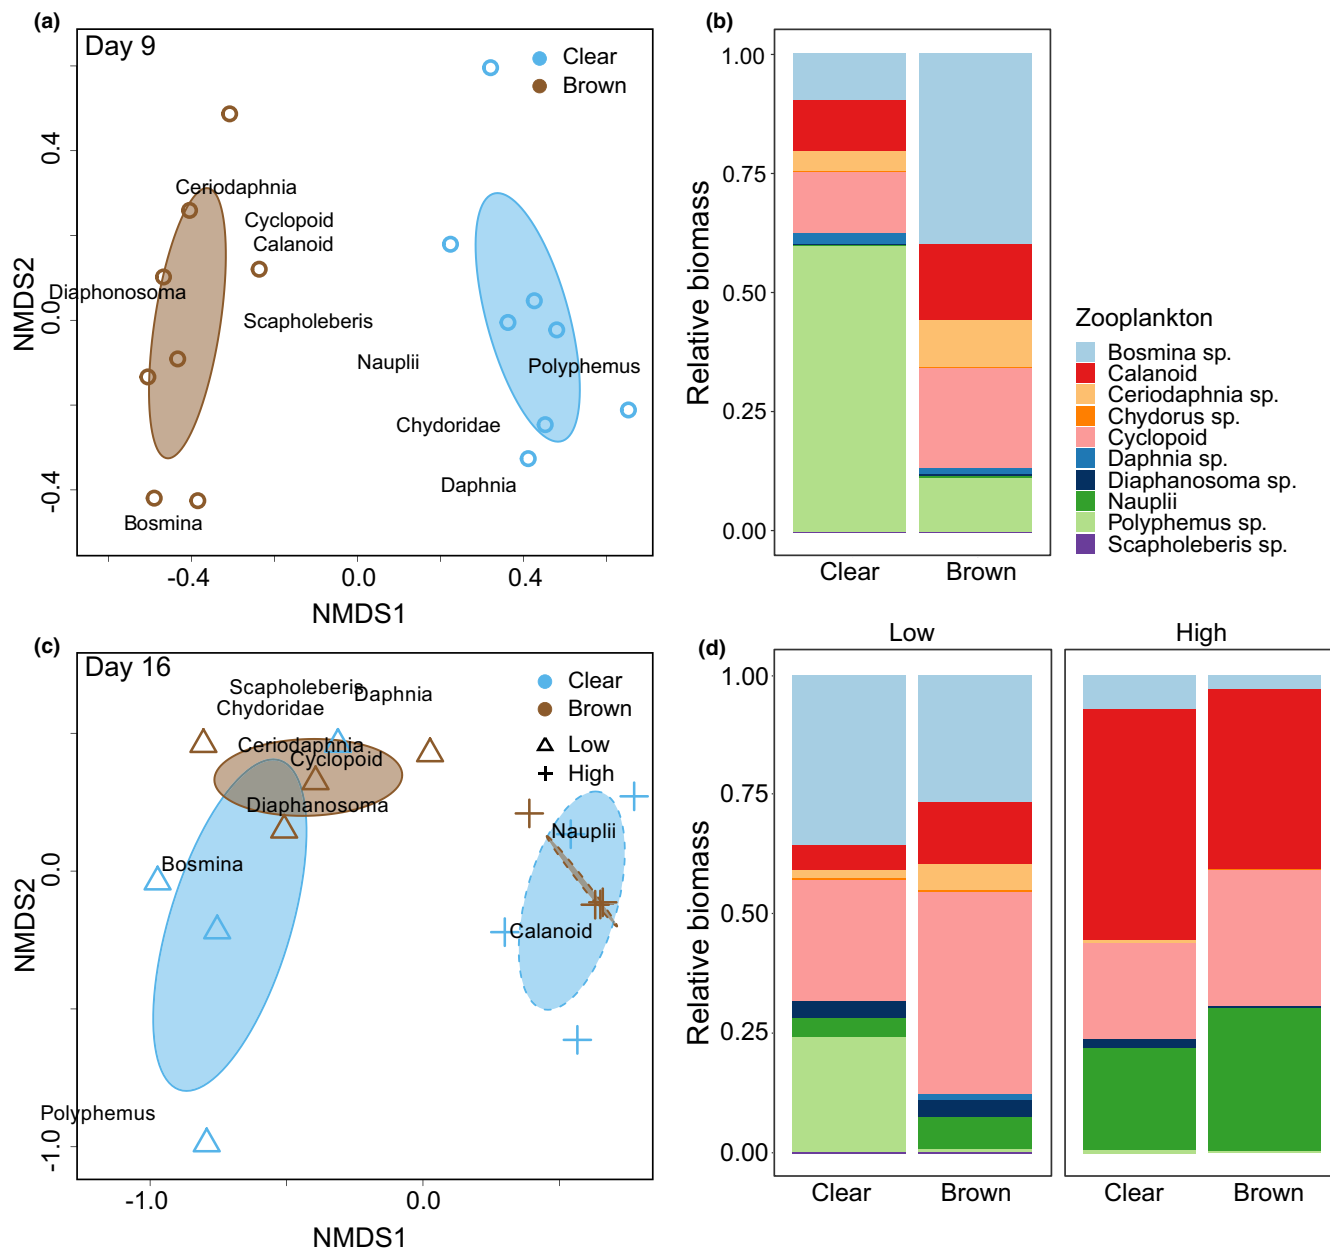 (a)
Day 9
Clear
Brown
Ceriodaphnia
Cyclopoid
Calanoid
Diaphonosoma
Scapholeberis
Nauplii
Polyphemus
Chydoridae
Daphnia
Bosmina
0.4
0.0
-0.4
NMDS2
-0.4
0.0
0.4
NMDS1
(b)
1.00
0.75
0.50
0.25
0.00
Relative biomass
Clear
Brown
Zooplankton
Bosmina sp.
Calanoid
Ceriodaphnia sp.
Chydorus sp.
Cyclopoid
Daphnia sp.
Diaphanosoma sp.
Nauplii
Polyphemus sp.
Scapholeberis sp.
(c)
Day 16
Clear
Brown
Low
High
Scapholeberis
Daphnia
Chydoridae
Ceriodaphnia
Cyclopoid
Diaphanosoma
Nauplii
Bosmina
Calanoid
Polyphemus
0.0
-1.0
NMDS2
-1.0
0.0
NMDS1
(d)
Low
High
1.00
0.75
0.50
0.25
0.00
Relative biomass
Clear
Brown
Clear
Brown